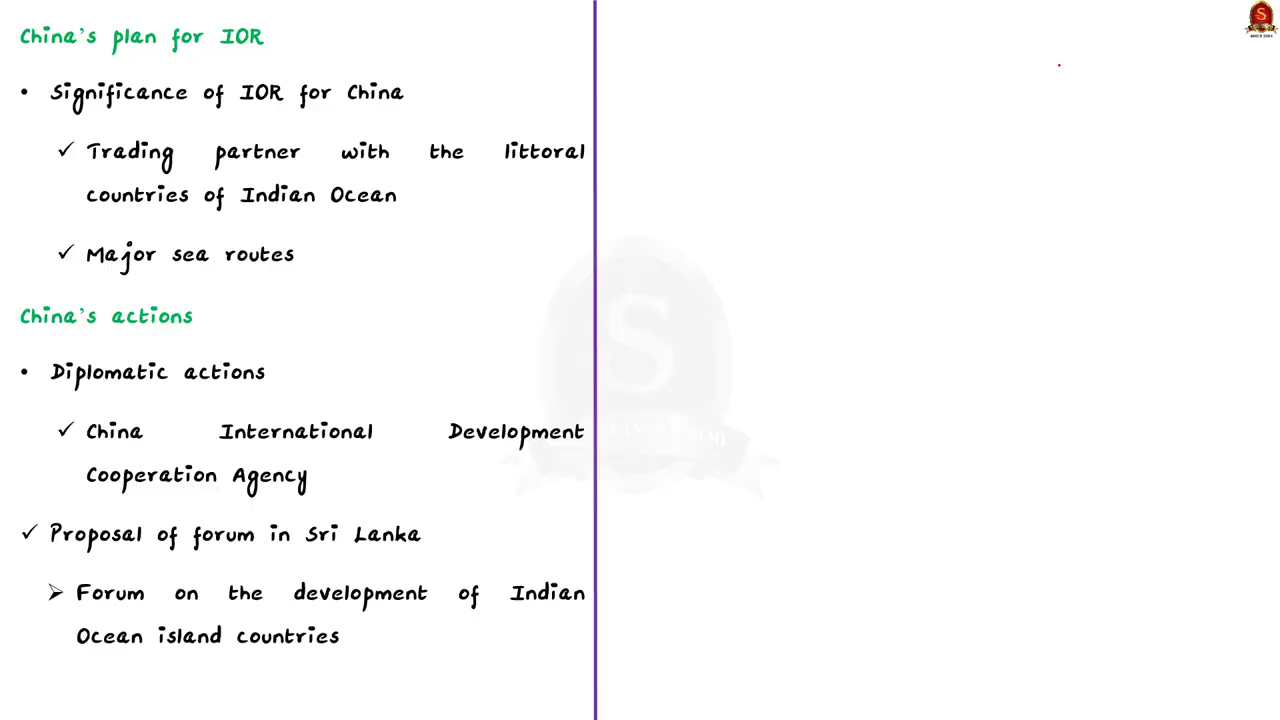 China's plan for IOR
• Significance of IOR for China
✓ Trading partner with the littoral
countries of Indian Ocean
✓ Major sea routes
China's actions
• Diplomatic actions
✓ China International Development
Cooperation Agency
✓ Proposal of forum in Sri Lanka
➢ Forum on the development of Indian
Ocean island countries
S
SINCE 2004
S